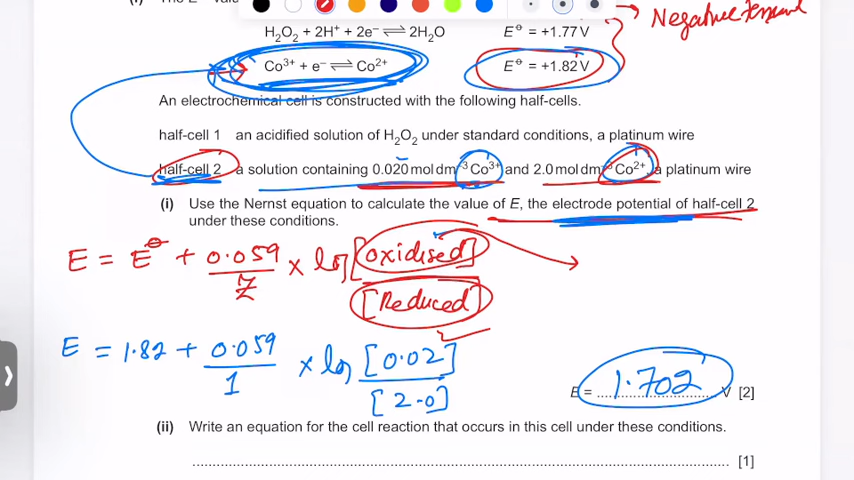 → Negative
H₂O₂ + 2H⁺ + 2e⁻ ⇌ 2H₂O E⦵ = +1.77 V
Co³⁺ + e⁻ ⇌ Co²⁺ E⦵ = +1.82 V
An electrochemical cell is constructed with the following half-cells.
half-cell 1 an acidified solution of H₂O₂ under standard conditions, a platinum wire
half-cell 2 a solution containing 0.020 mol dm⁻³ Co³⁺ and 2.0 mol dm⁻³ Co²⁺, a platinum wire
(i) Use the Nernst equation to calculate the value of E, the electrode potential of half-cell 2
under these conditions.
E = E⦵ + 0.059/z × log [oxidised]/[Reduced]
E = 1.82 + 0.059/1 × log [0.02]/[2.0]
E = ....1.702.... V [2]
(ii) Write an equation for the cell reaction that occurs in this cell under these conditions.
[1]